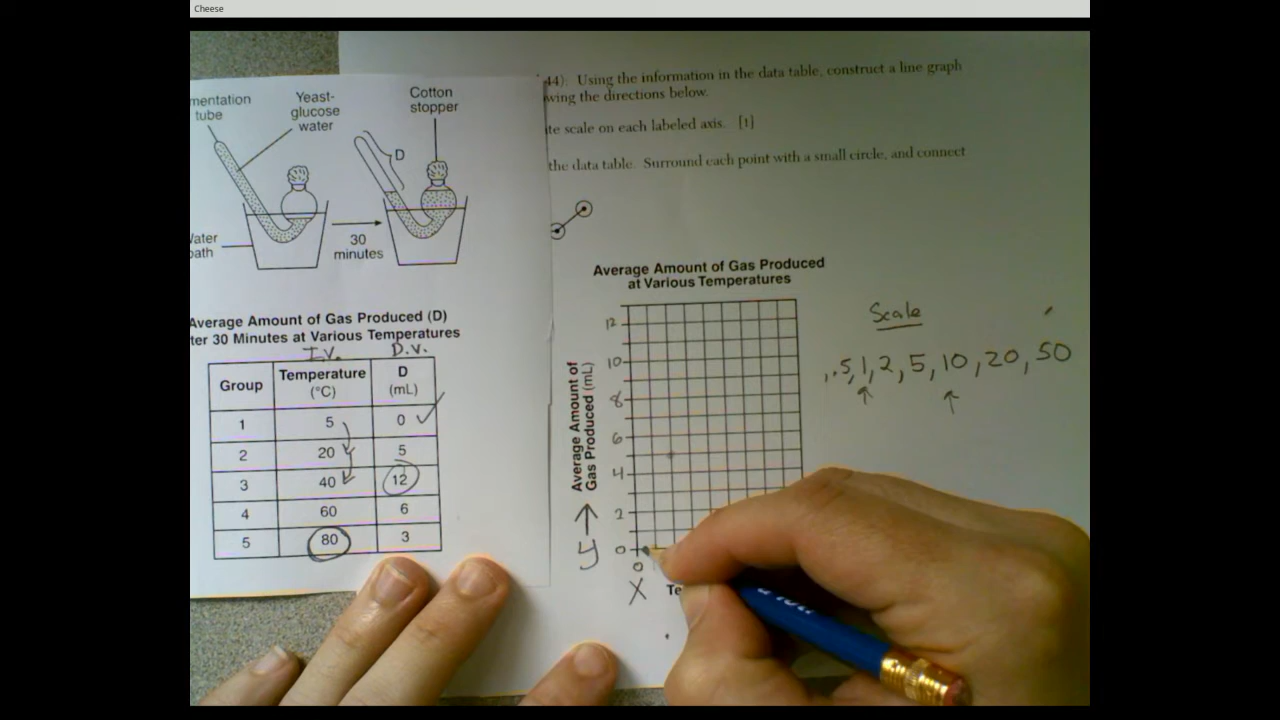 Cheese
mentation
tube
Yeast-
glucose
water
Cotton
stopper
D
Water
bath
30
minutes
Average Amount of Gas Produced (D)
ter 30 Minutes at Various Temperatures
I.V. D.V.
Group Temperature (°C) D (mL)
1 5 0
2 20 5
3 40 12
4 60 6
5 80 3
44): Using the information in the data table, construct a line graph
wing the directions below.
te scale on each labeled axis. [1]
the data table. Surround each point with a small circle, and connect
Average Amount of Gas Produced
at Various Temperatures
Average Amount of
Gas Produced (mL)
12
10
8
6
4
2
0
0
y
X
Te
Scale
.5, 1, 2, 5, 10, 20, 50